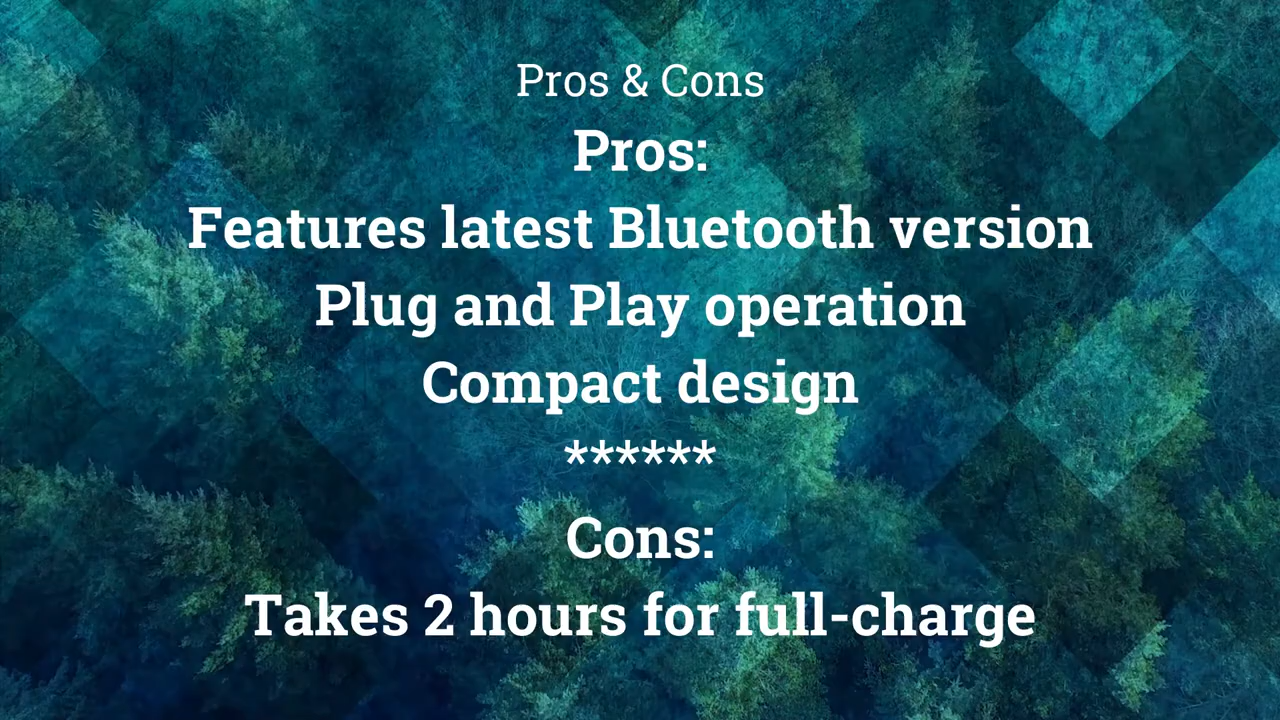 Pros & Cons
Pros:
Features latest Bluetooth version
Plug and Play operation
Compact design
******
Cons:
Takes 2 hours for full-charge